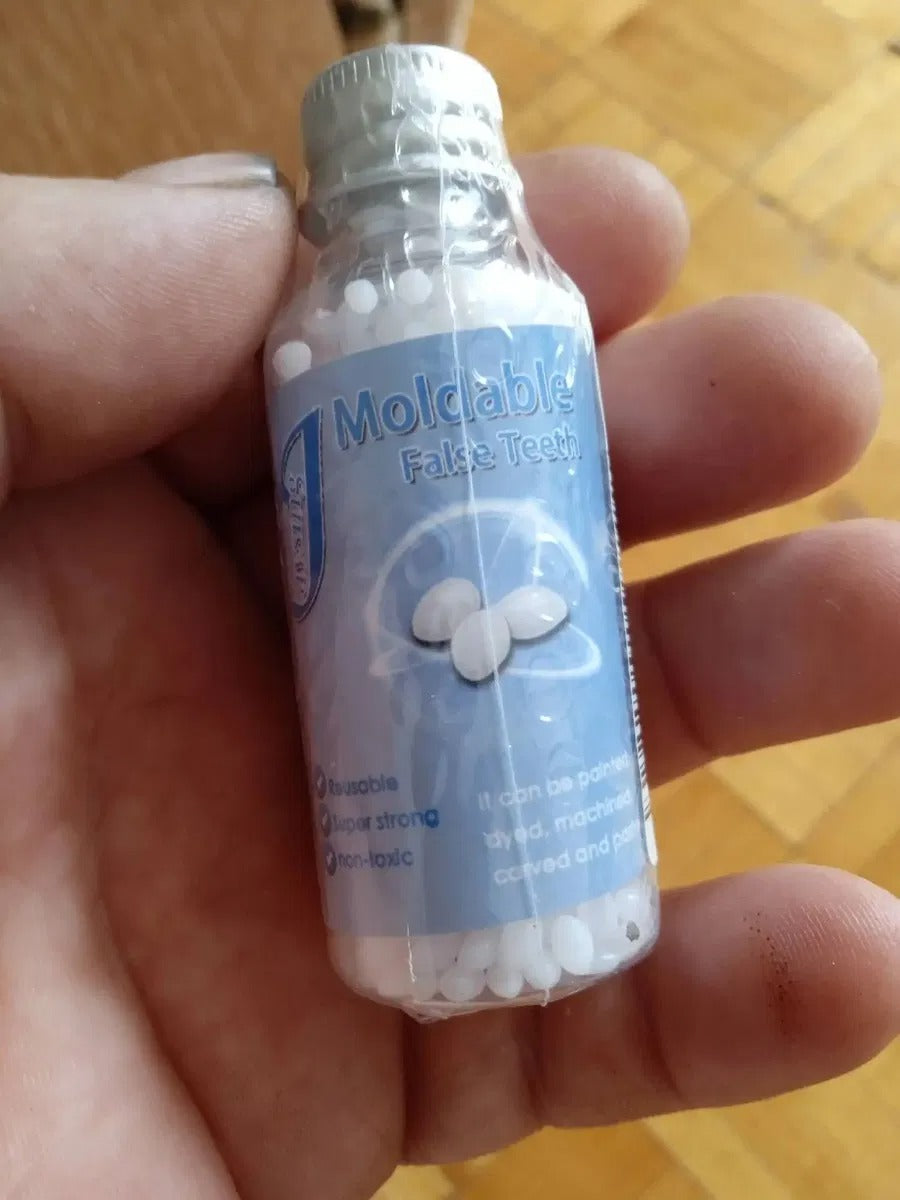 Moldable
False Teeth
Reusable
Super strong
non-toxic
It can be painted,
dyed, machined
carved and